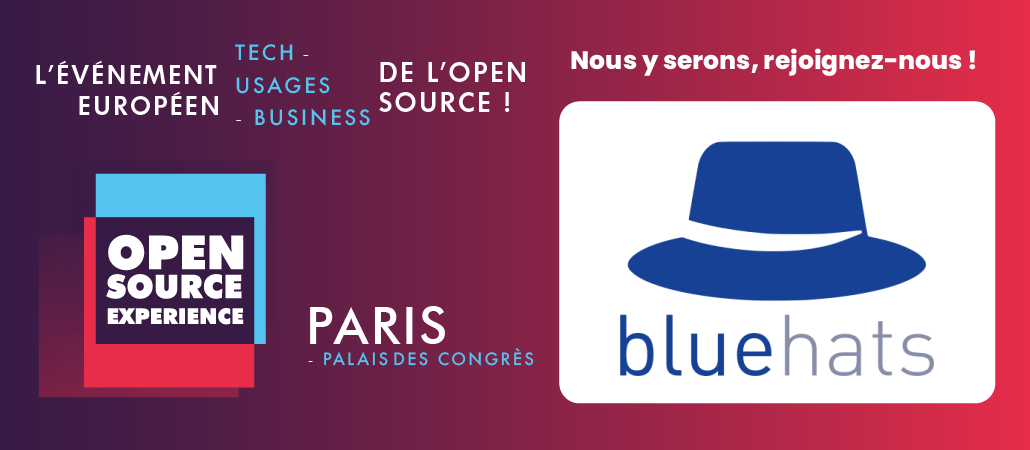 L'ÉVÉNEMENT
EUROPÉEN
TECH -
USAGES
- BUSINESS
DE L'OPEN
SOURCE !
Nous y serons, rejoignez-nous !
OPEN
SOURCE
EXPERIENCE
PARIS
- PALAIS DES CONGRÈS
bluehats